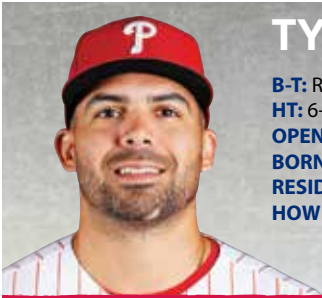 P
TY
B-T: R
HT: 6-
OPEN
BORN
RESID
HOW